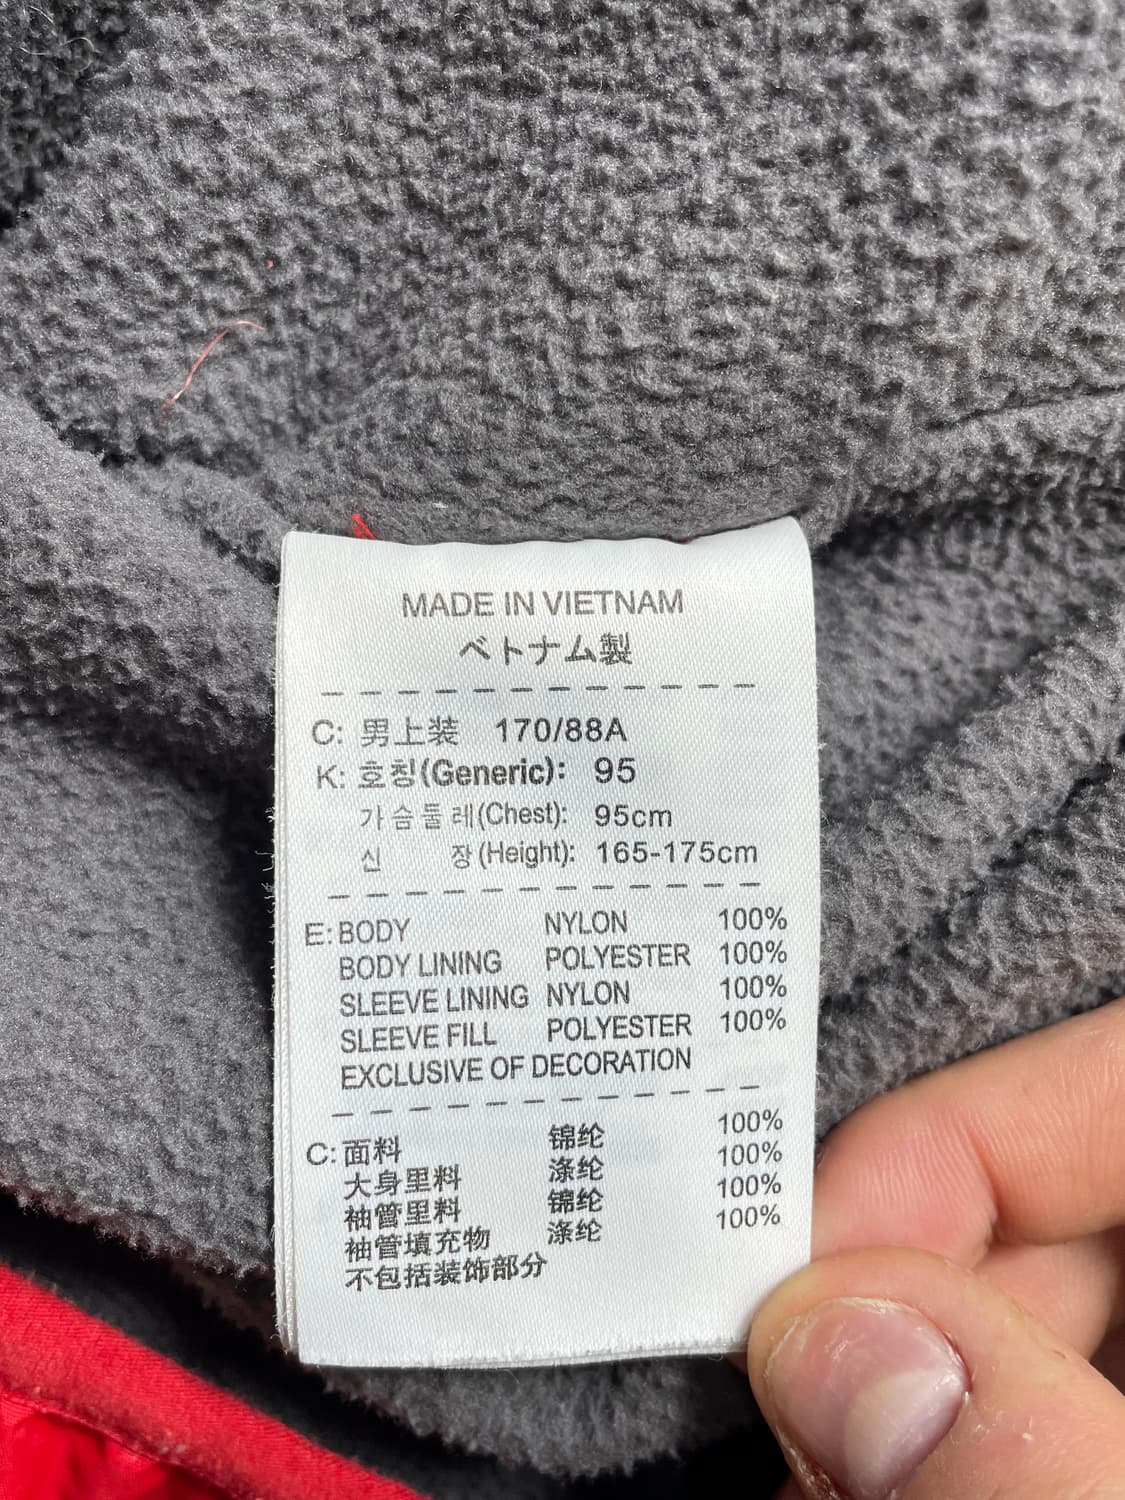 MADE IN VIETNAM
ベトナム製
C: 男上装 170/88A
K: 호칭(Generic): 95
가슴둘레(Chest): 95cm
신 장(Height): 165-175cm
E: BODY NYLON 100%
BODY LINING POLYESTER 100%
SLEEVE LINING NYLON 100%
SLEEVE FILL POLYESTER 100%
EXCLUSIVE OF DECORATION
C: 面料 锦纶 100%
大身里料 涤纶 100%
袖管里料 锦纶 100%
袖管填充物 涤纶 100%
不包括装饰部分